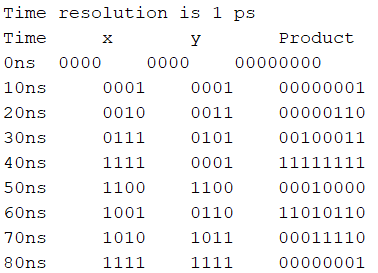 Time resolution is 1 ps
Time x y Product
0ns 0000 0000 00000000
10ns 0001 0001 00000001
20ns 0010 0011 00000110
30ns 0111 0101 00100011
40ns 1111 0001 11111111
50ns 1100 1100 00010000
60ns 1001 0110 11010110
70ns 1010 1011 00011110
80ns 1111 1111 00000001